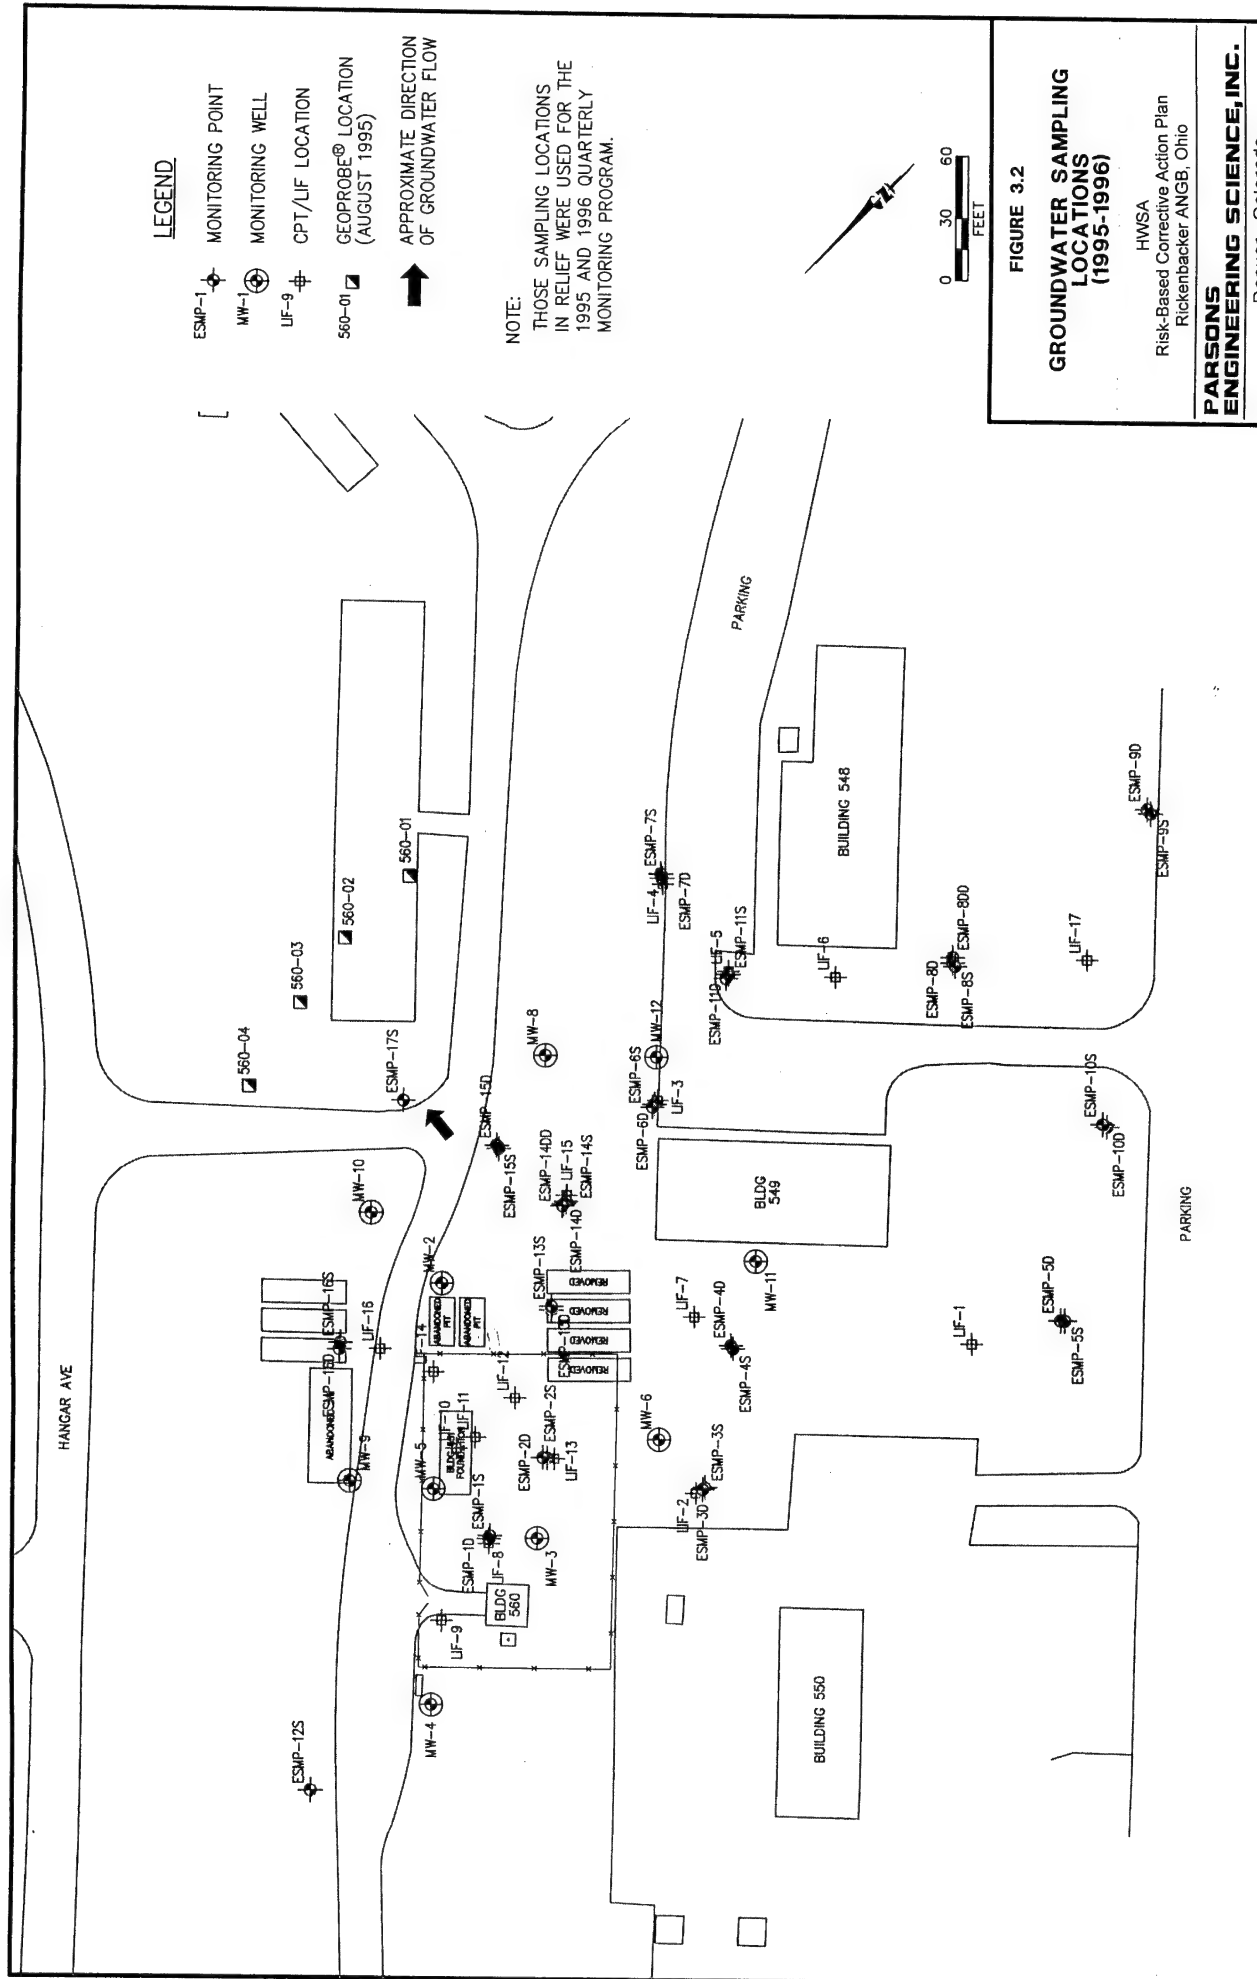 LEGEND
ESMP-1 MONITORING POINT
MW-1 MONITORING WELL
LIF-9 CPT/LIF LOCATION
560-01 GEOPROBE® LOCATION
(AUGUST 1995)
APPROXIMATE DIRECTION
OF GROUNDWATER FLOW
NOTE:
THOSE SAMPLING LOCATIONS
IN RELIEF WERE USED FOR THE
1995 AND 1996 QUARTERLY
MONITORING PROGRAM.
N
0 30 60
FEET
FIGURE 3.2
GROUNDWATER SAMPLING
LOCATIONS
(1995-1996)
HWSA
Risk-Based Corrective Action Plan
Rickenbacker ANGB, Ohio
PARSONS
ENGINEERING SCIENCE, INC.
HANGAR AVE
560-04
560-03
560-02
560-01
ESMP-17S
MW-10
ESMP-16S
LIF-16
ABANDONED
MW-9
ESMP-12S
MW-4
LIF-9
BLDG
560
ESMP-1D
LIF-8
ESMP-1S
MW-3
MW-5
FOUNDATION
LIF-10
LIF-11
LIF-12
ESMP-2D
ESMP-2S
LIF-13
MW-2
ABANDONED
PIT
ABANDONED
PIT
ESMP-13S
ESMP-13D
REMOVED
REMOVED
REMOVED
REMOVED
ESMP-15D
ESMP-15S
ESMP-14DD
LIF-15
ESMP-14S
ESMP-14D
MW-8
MW-12
ESMP-6S
ESMP-6D
LIF-3
LIF-4
ESMP-7S
ESMP-7D
LIF-5
ESMP-11S
ESMP-11D
LIF-6
BUILDING 548
PARKING
BLDG
549
MW-11
LIF-7
ESMP-4D
ESMP-4S
MW-6
ESMP-3S
LIF-2
ESMP-3D
LIF-1
ESMP-5D
ESMP-5S
ESMP-10S
ESMP-10D
ESMP-8D
ESMP-8DD
ESMP-8S
LIF-17
ESMP-9D
ESMP-9S
PARKING
BUILDING 550